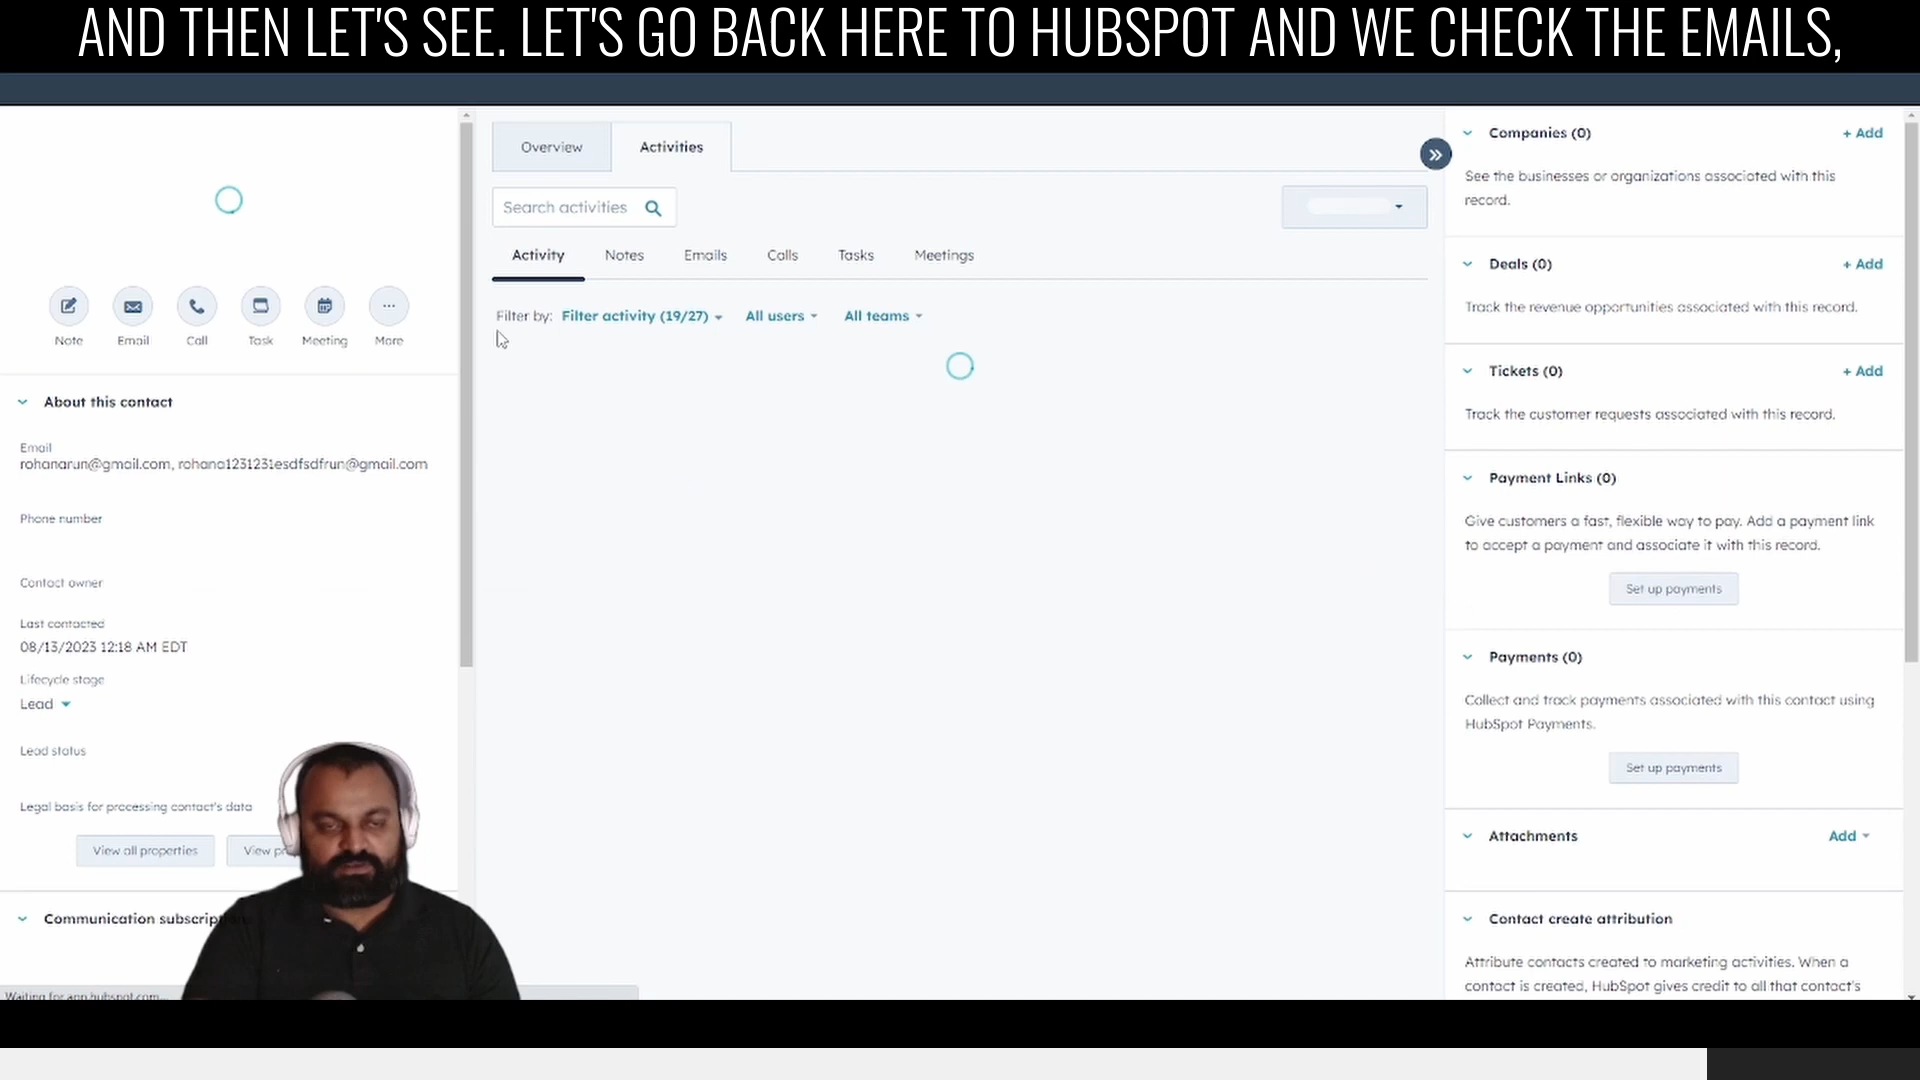 AND THEN LET'S SEE. LET'S GO BACK HERE TO HUBSPOT AND WE CHECK THE EMAILS,
Overview
Activities
Search activities
Activity
Notes
Emails
Calls
Tasks
Meetings
Filter by:
Filter activity (19/27)
All users
All teams
Note
Email
Call
Task
Meeting
More
About this contact
Email
rohanarun@gmail.com, rohana1231231esdfsdfrun@gmail.com
Phone number
Contact owner
Last contacted
08/13/2023 12:18 AM EDT
Lifecycle stage
Lead
Lead status
Legal basis for processing contact's data
View all properties
View
Communication
Waiting for app.hubspot.com...
Companies (0)
+ Add
See the businesses or organizations associated with this
record.
Deals (0)
+ Add
Track the revenue opportunities associated with this record.
Tickets (0)
+ Add
Track the customer requests associated with this record.
Payment Links (0)
Give customers a fast, flexible way to pay. Add a payment link
to accept a payment and associate it with this record.
Set up payments
Payments (0)
Collect and track payments associated with this contact using
HubSpot Payments.
Set up payments
Attachments
Add
Contact create attribution
Attribute contacts created to marketing activities. When a
contact is created, HubSpot gives credit to all that contact's